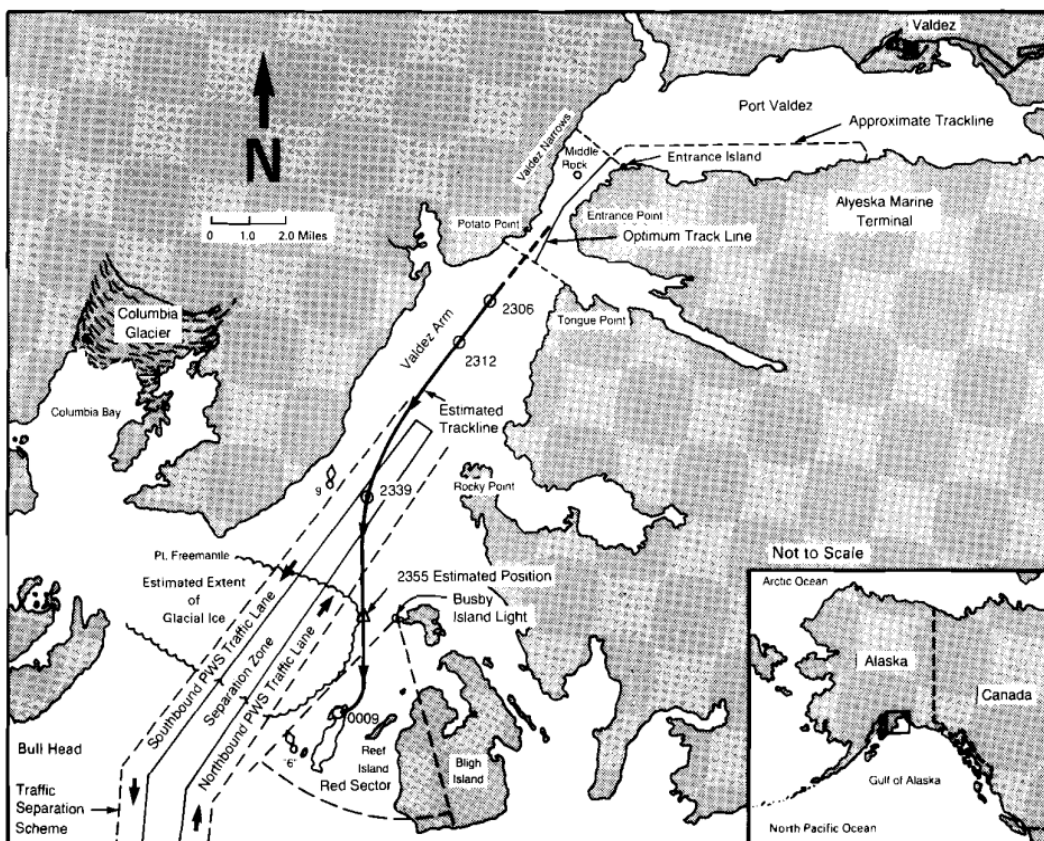 Valdez
Port Valdez
Approximate Trackline
Valdez Narrows
Middle
Rock
Entrance Island
N
Alyeska Marine
Terminal
Potato Point
Entrance Point
Optimum Track Line
0 1.0 2.0 Miles
Columbia
Glacier
Valdez Arm
2306
Tongue Point
2312
Columbia Bay
Estimated
Trackline
9
2339
Rocky Point
Pt. Freemantle
Not to Scale
Estimated Extent
of
Glacial Ice
2355 Estimated Position
Busby
Island Light
Southbound PWS Traffic Lane
Separation Zone
Northbound PWS Traffic Lane
0009
6
Reef
Island
Red Sector
Bligh
Island
Bull Head
Traffic
Separation
Scheme
Arctic Ocean
Alaska
Canada
Gulf of Alaska
North Pacific Ocean